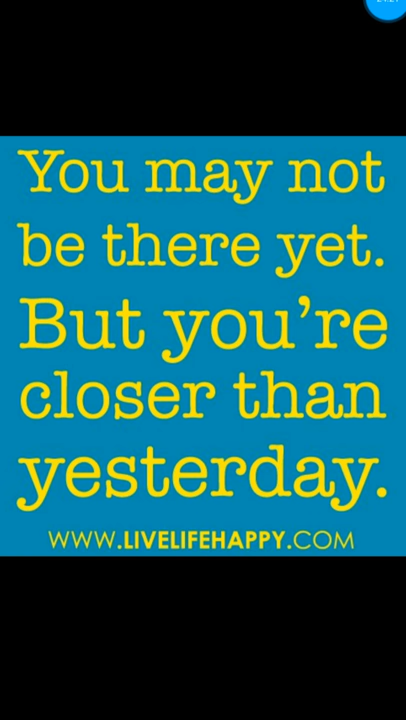 You may not
be there yet.
But you’re
closer than
yesterday.
WWW.LIVELIFEHAPPY.COM